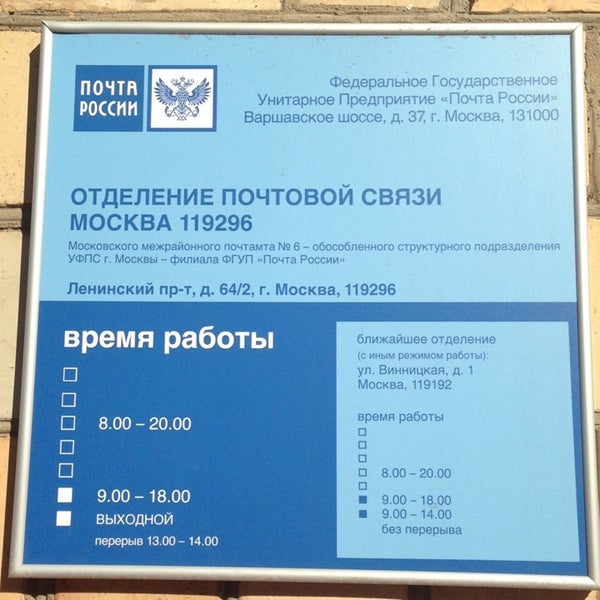 ПОЧТА
РОССИИ
Федеральное Государственное
Унитарное Предприятие «Почта России»
Варшавское шоссе, д. 37, г. Москва, 131000
ОТДЕЛЕНИЕ ПОЧТОВОЙ СВЯЗИ
МОСКВА 119296
Московского межрайонного почтамта № 6 – обособленного структурного подразделения
УФПС г. Москвы – филиала ФГУП «Почта России»
Ленинский пр-т, д. 64/2, г. Москва, 119296
время работы
8.00 – 20.00
9.00 – 18.00
ВЫХОДНОЙ
перерыв 13.00 – 14.00
ближайшее отделение
(с иным режимом работы):
ул. Винницкая, д. 1
Москва, 119192
время работы
8.00 – 20.00
9.00 – 18.00
9.00 – 14.00
без перерыва